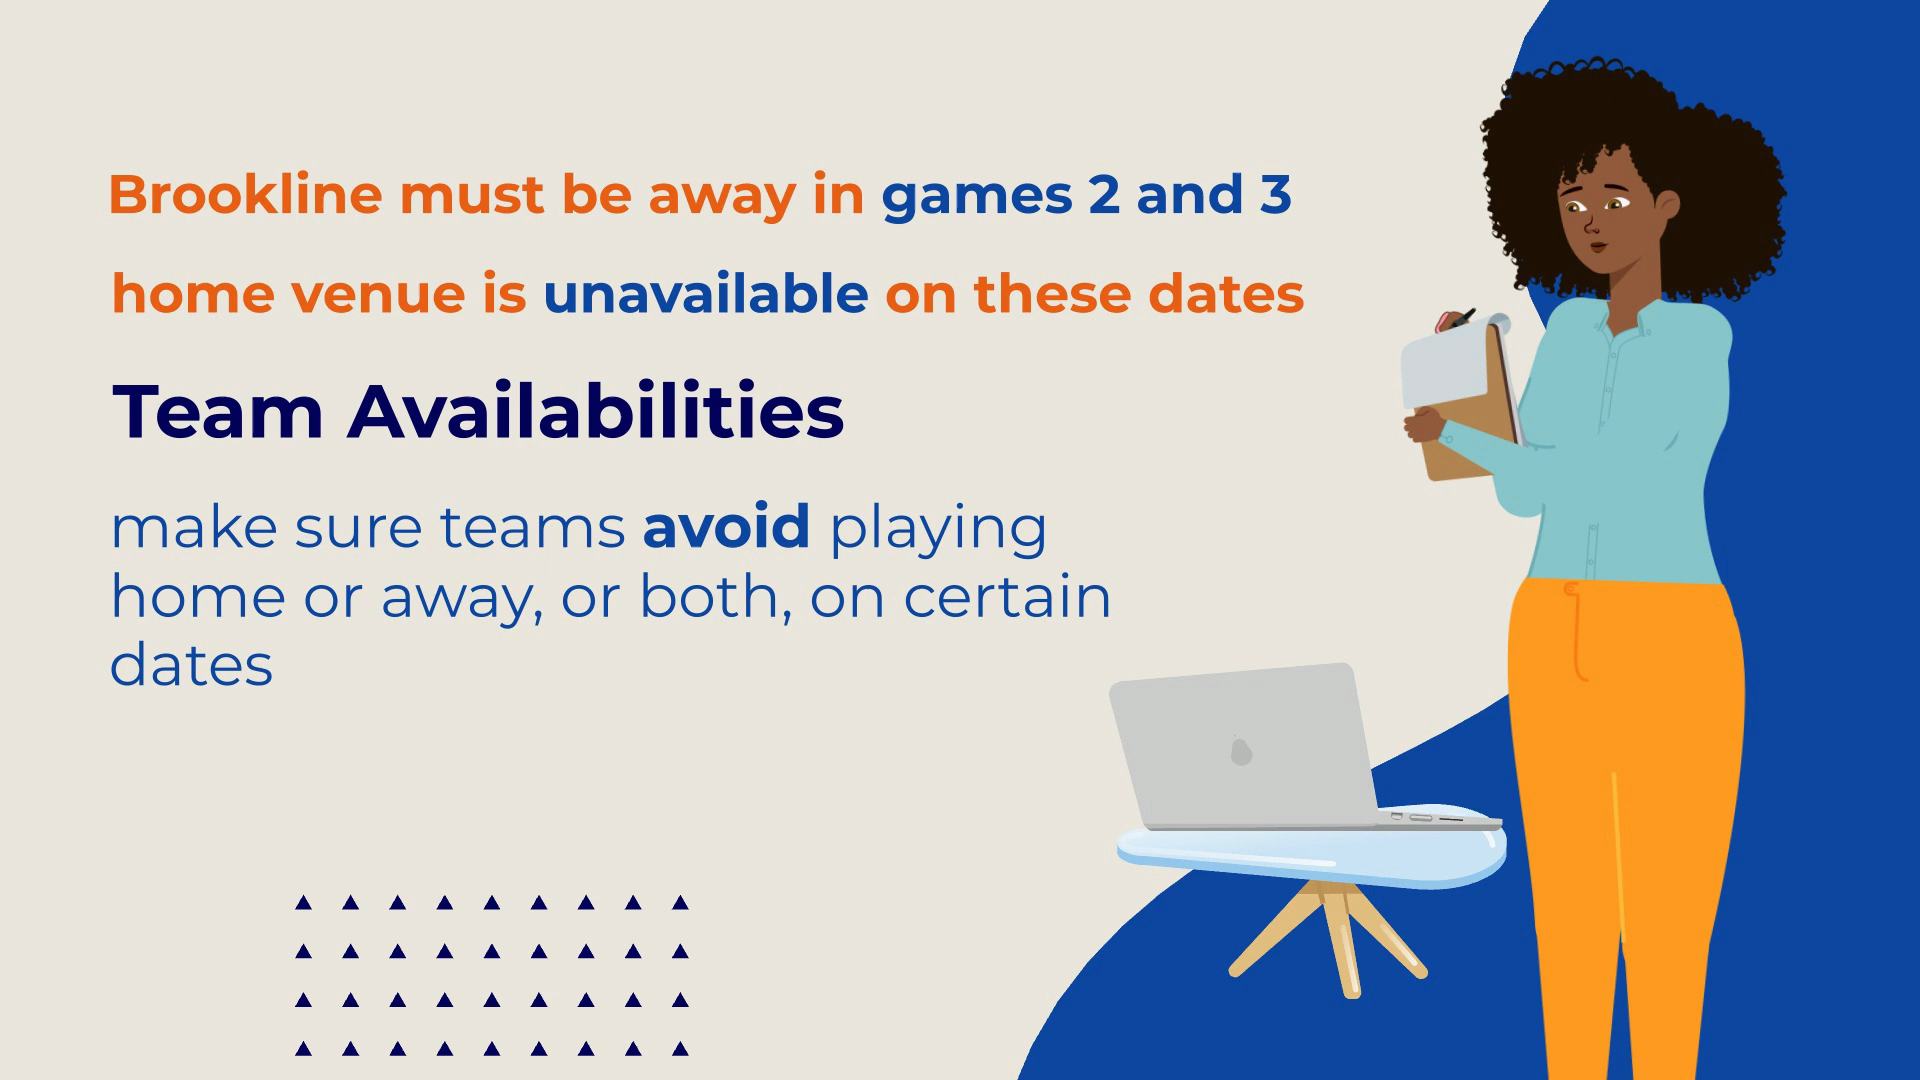 Brookline must be away in games 2 and 3
home venue is unavailable on these dates
Team Availabilities
make sure teams avoid playing
home or away, or both, on certain
dates